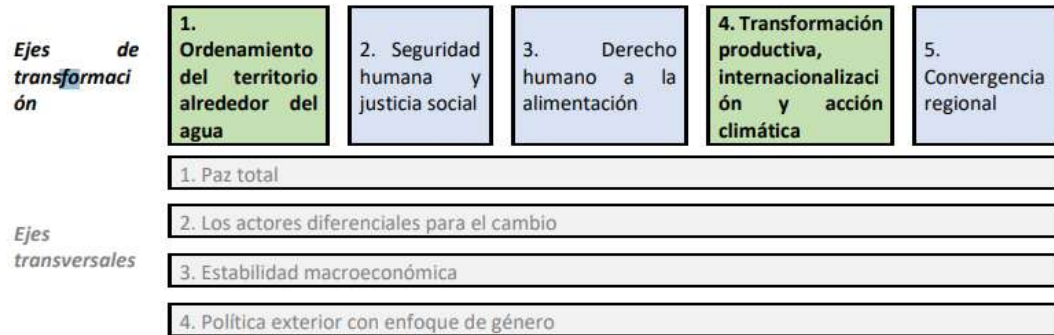 Ejes de
transformaci
ón
1.
Ordenamiento
del territorio
alrededor del
agua
2. Seguridad
humana y
justicia social
3. Derecho
humano a la
alimentación
4. Transformación
productiva,
internacionalizaci
ón y acción
climática
5.
Convergencia
regional
Ejes
transversales
1. Paz total
2. Los actores diferenciales para el cambio
3. Estabilidad macroeconómica
4. Política exterior con enfoque de género